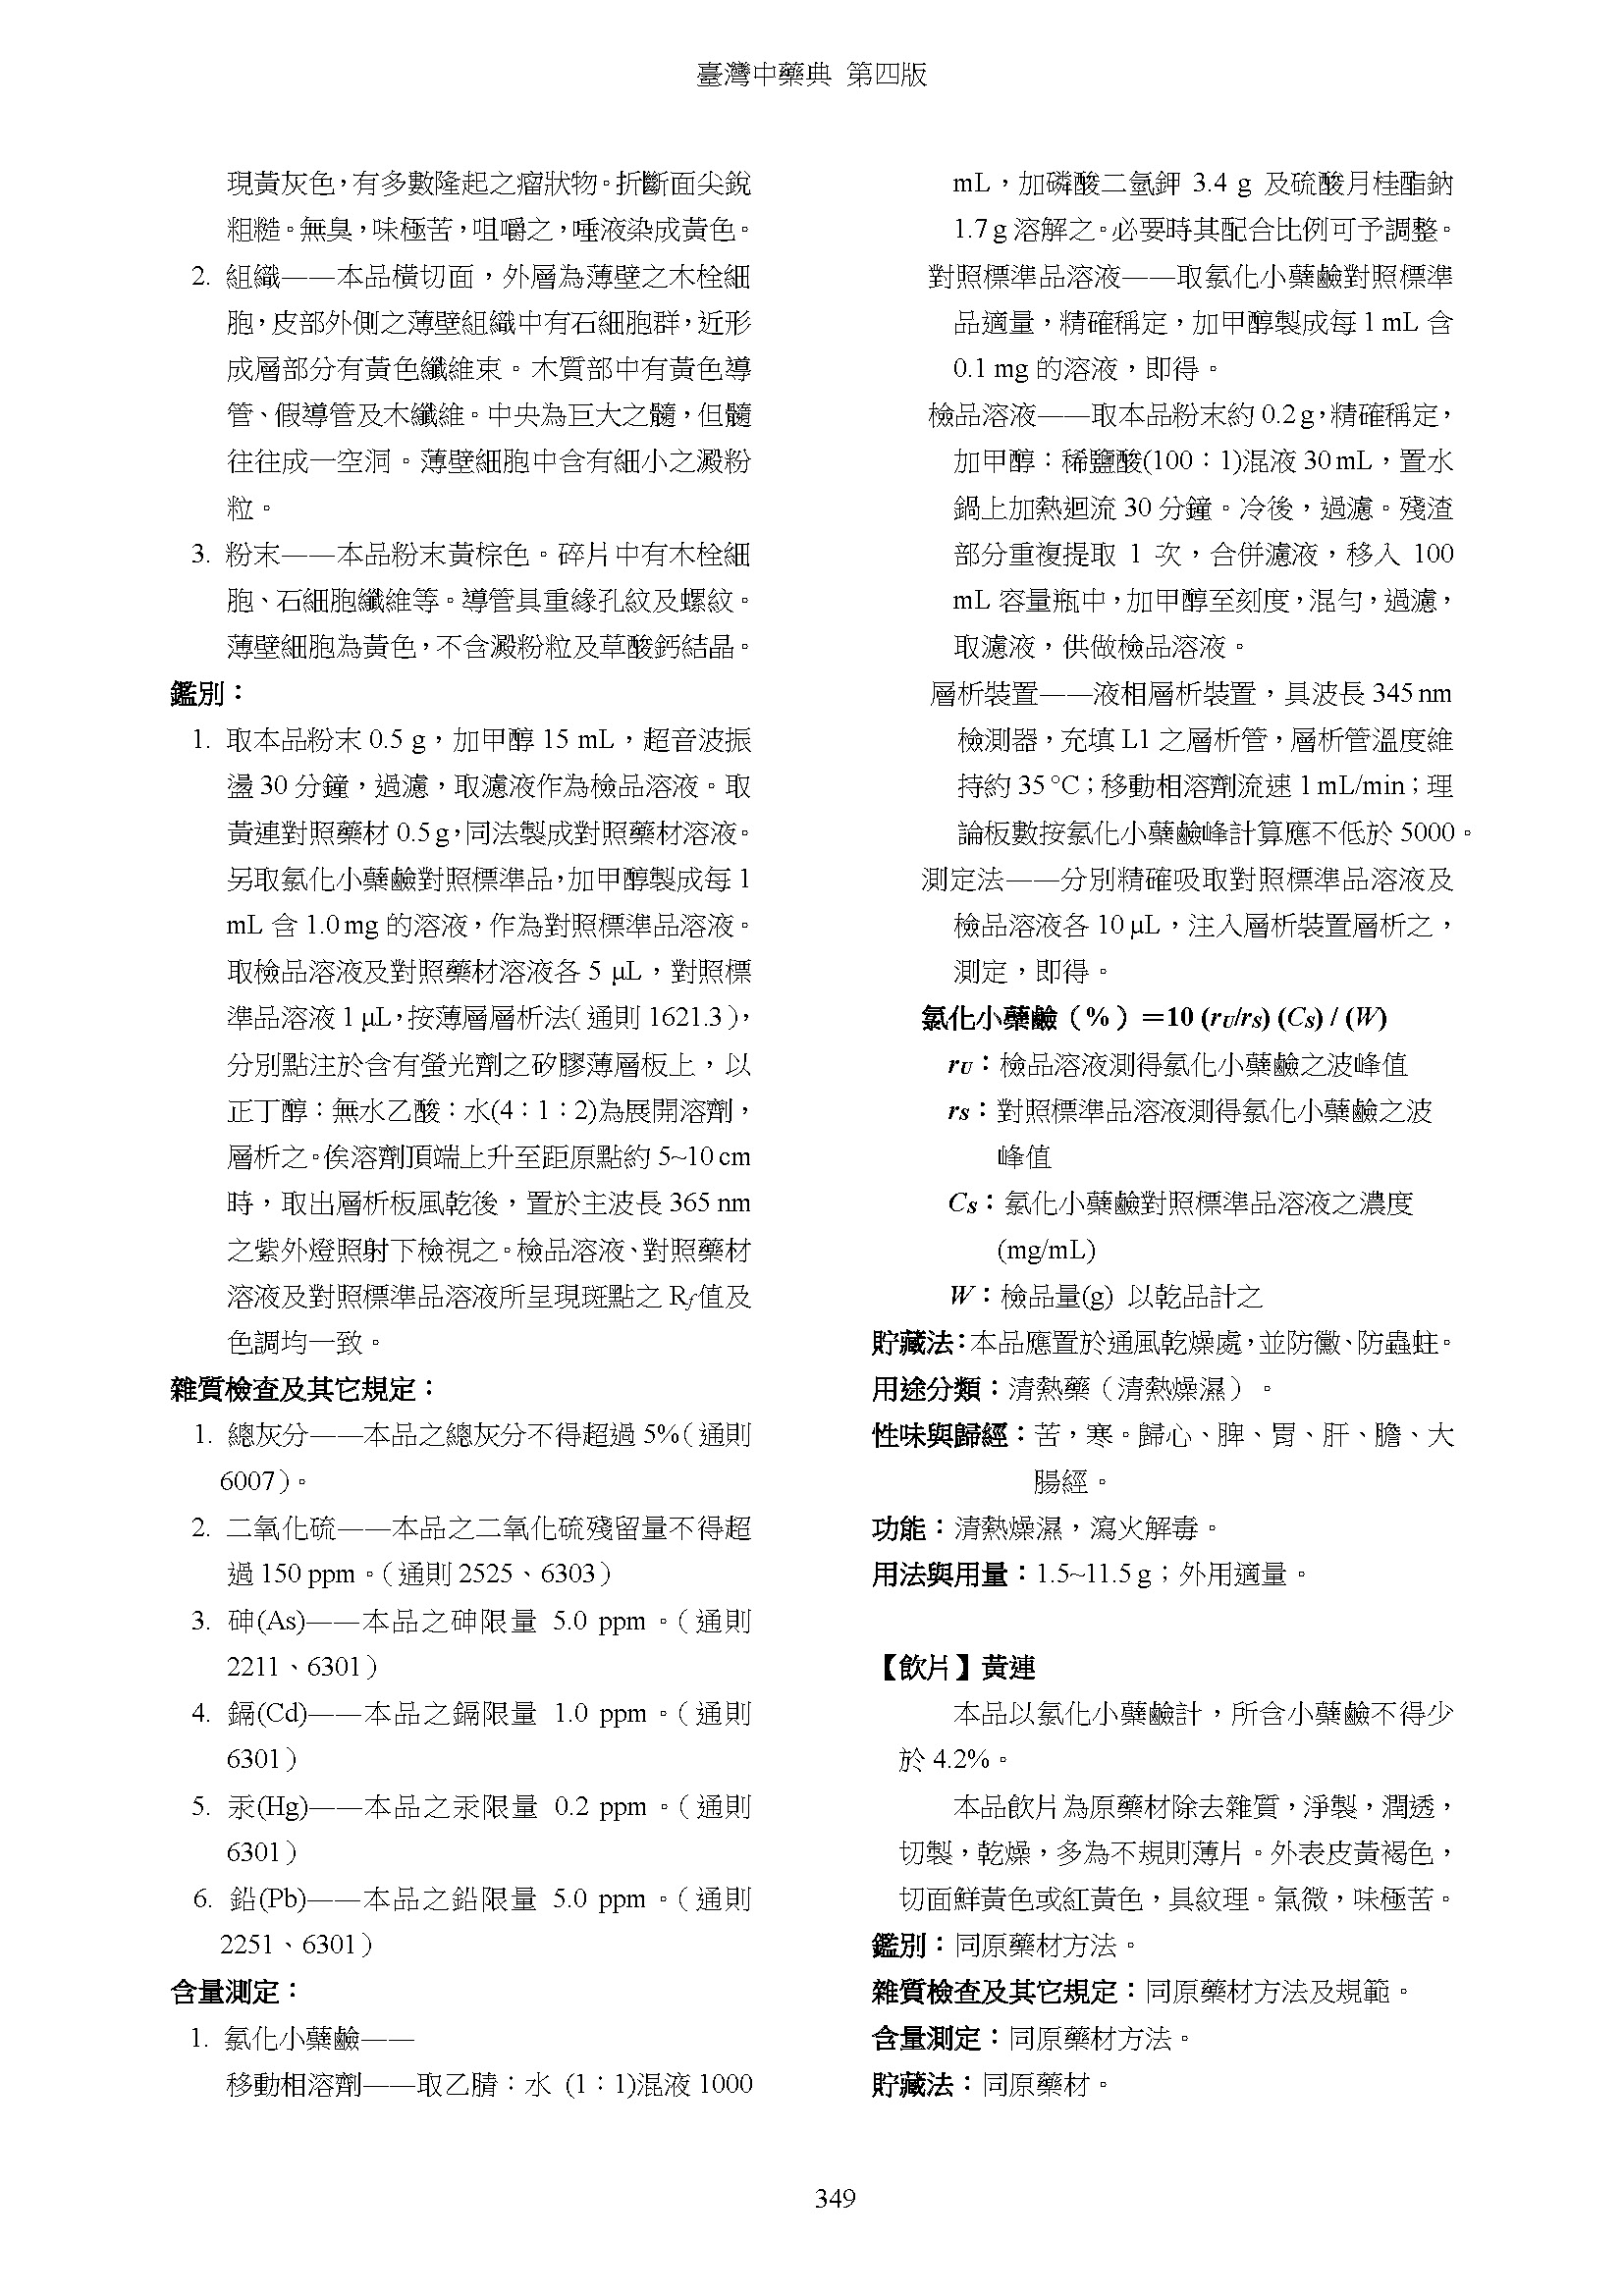 臺灣中藥典 第四版
現黃灰色，有多數隆起之瘤狀物。折斷面尖銳
粗糙。無臭，味極苦，咀嚼之，唾液染成黃色。
2. 組織——本品橫切面，外層為薄壁之木栓細
胞，皮部外側之薄壁組織中有石細胞群，近形
成層部分有黃色纖維束。木質部中有黃色導
管、假導管及木纖維。中央為巨大之髓，但髓
往往成一空洞。薄壁細胞中含有細小之澱粉
粒。
3. 粉末——本品粉末黃棕色。碎片中有木栓細
胞、石細胞纖維等。導管具重緣孔紋及螺紋。
薄壁細胞為黃色，不含澱粉粒及草酸鈣結晶。
鑑別：
1. 取本品粉末 0.5 g，加甲醇 15 mL，超音波振
盪 30 分鐘，過濾，取濾液作為檢品溶液。取
黃連對照藥材 0.5 g，同法製成對照藥材溶液。
另取氯化小蘗鹼對照標準品，加甲醇製成每 1
mL 含 1.0 mg 的溶液，作為對照標準品溶液。
取檢品溶液及對照藥材溶液各 5 μL，對照標
準品溶液 1 μL，按薄層層析法（通則 1621.3），
分別點注於含有螢光劑之矽膠薄層板上，以
正丁醇：無水乙酸：水(4：1：2)為展開溶劑，
層析之。俟溶劑頂端上升至距原點約 5~10 cm
時，取出層析板風乾後，置於主波長 365 nm
之紫外燈照射下檢視之。檢品溶液、對照藥材
溶液及對照標準品溶液所呈現斑點之 Rf值及
色調均一致。
雜質檢查及其它規定：
1. 總灰分——本品之總灰分不得超過 5%（通則
6007）。
2. 二氧化硫——本品之二氧化硫殘留量不得超
過 150 ppm。（通則 2525、6303）
3. 砷(As)——本品之砷限量 5.0 ppm。（通則
2211、6301）
4. 鎘(Cd)——本品之鎘限量 1.0 ppm。（通則
6301）
5. 汞(Hg)——本品之汞限量 0.2 ppm。（通則
6301）
6. 鉛(Pb)——本品之鉛限量 5.0 ppm。（通則
2251、6301）
含量測定：
1. 氯化小蘗鹼——
移動相溶劑——取乙腈：水 (1：1)混液 1000
mL，加磷酸二氫鉀 3.4 g 及硫酸月桂酯鈉
1.7 g 溶解之。必要時其配合比例可予調整。
對照標準品溶液——取氯化小蘗鹼對照標準
品適量，精確稱定，加甲醇製成每 1 mL 含
0.1 mg 的溶液，即得。
檢品溶液——取本品粉末約 0.2 g，精確稱定，
加甲醇：稀鹽酸(100：1)混液 30 mL，置水
鍋上加熱迴流 30 分鐘。冷後，過濾。殘渣
部分重複提取 1 次，合併濾液，移入 100
mL 容量瓶中，加甲醇至刻度，混勻，過濾，
取濾液，供做檢品溶液。
層析裝置——液相層析裝置，具波長 345 nm
檢測器，充填 L1 之層析管，層析管溫度維
持約 35 °C；移動相溶劑流速 1 mL/min；理
論板數按氯化小蘗鹼峰計算應不低於 5000。
測定法——分別精確吸取對照標準品溶液及
檢品溶液各 10 μL，注入層析裝置層析之，
測定，即得。
氯化小蘗鹼（%）＝10 (rU/rS) (CS) / (W)
rU：檢品溶液測得氯化小蘗鹼之波峰值
rS：對照標準品溶液測得氯化小蘗鹼之波
峰值
CS：氯化小蘗鹼對照標準品溶液之濃度
(mg/mL)
W：檢品量(g) 以乾品計之
貯藏法：本品應置於通風乾燥處，並防黴、防蟲蛀。
用途分類：清熱藥（清熱燥濕）。
性味與歸經：苦，寒。歸心、脾、胃、肝、膽、大
腸經。
功能：清熱燥濕，瀉火解毒。
用法與用量：1.5~11.5 g；外用適量。
【飲片】黃連
本品以氯化小蘗鹼計，所含小蘗鹼不得少
於 4.2%。
本品飲片為原藥材除去雜質，淨製，潤透，
切製，乾燥，多為不規則薄片。外表皮黃褐色，
切面鮮黃色或紅黃色，具紋理。氣微，味極苦。
鑑別：同原藥材方法。
雜質檢查及其它規定：同原藥材方法及規範。
含量測定：同原藥材方法。
貯藏法：同原藥材。
349